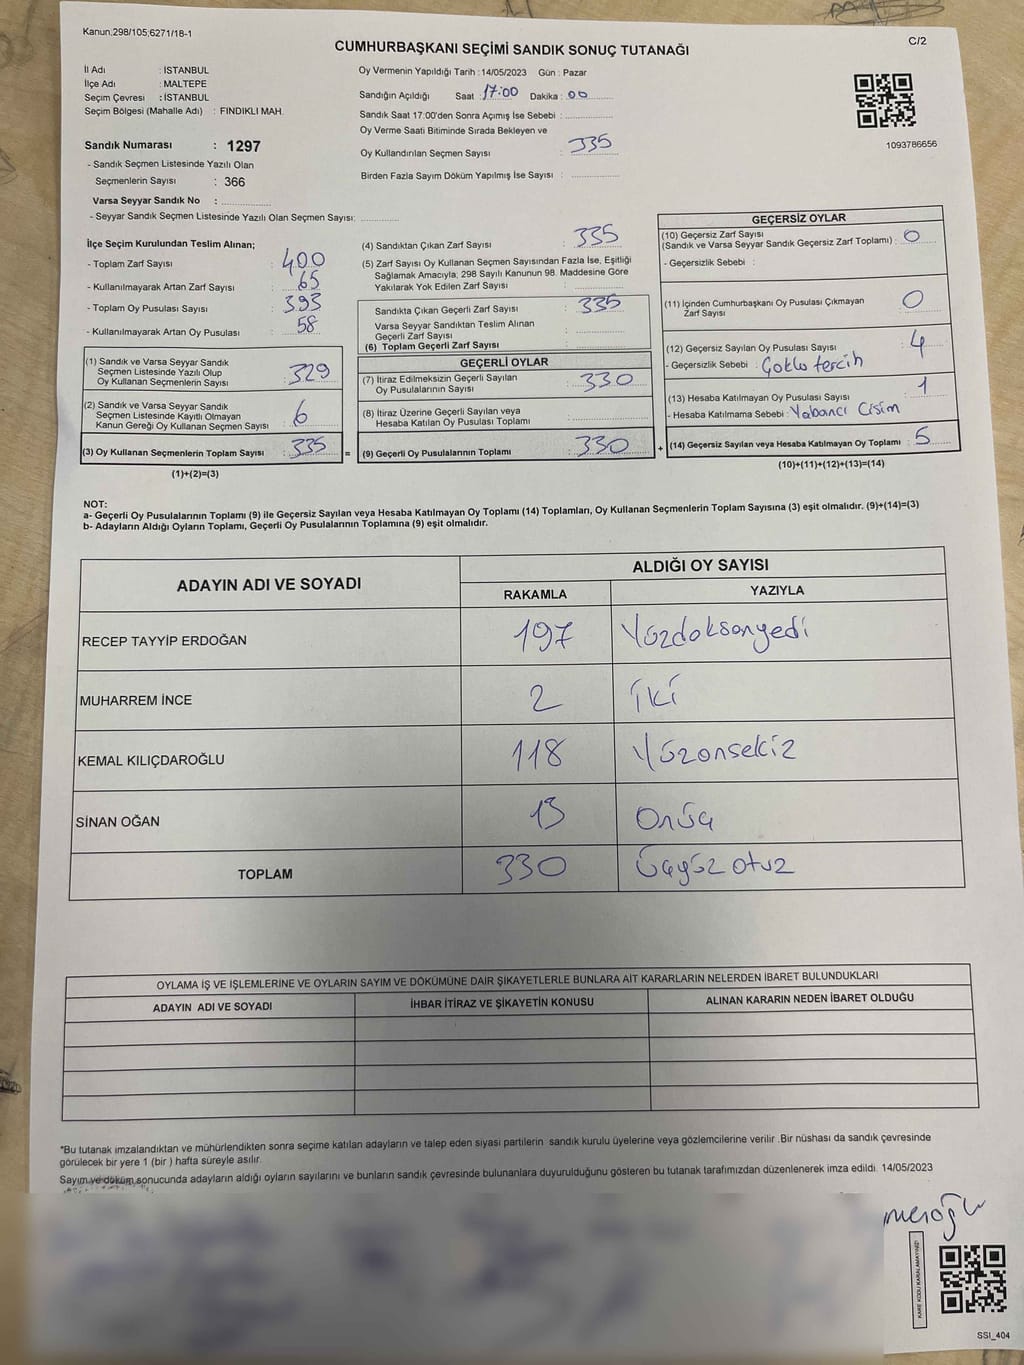 Kanun;298/105;6271/18-1
C/2
CUMHURBAŞKANI SEÇİMİ SANDIK SONUÇ TUTANAĞI
İl Adı : İSTANBUL
İlçe Adı : MALTEPE
Seçim Çevresi : İSTANBUL
Seçim Bölgesi (Mahalle Adı) : FINDIKLI MAH.
Sandık Numarası : 1297
- Sandık Seçmen Listesinde Yazılı Olan
Seçmenlerin Sayısı : 366
Varsa Seyyar Sandık No :
- Seyyar Sandık Seçmen Listesinde Yazılı Olan Seçmen Sayısı:
Oy Vermenin Yapıldığı Tarih : 14/05/2023 Gün : Pazar
Sandığın Açıldığı Saat : 17:00 Dakika : 00
Sandık Saat 17:00'den Sonra Açımış İse Sebebi :
Oy Verme Saati Bitiminde Sırada Bekleyen ve
Oy Kullandırılan Seçmen Sayısı : 335
Birden Fazla Sayım Döküm Yapılmış İse Sayısı :
1093786656
İlçe Seçim Kurulundan Teslim Alınan;
- Toplam Zarf Sayısı : 400
- Kullanılmayarak Artan Zarf Sayısı : 65
- Toplam Oy Pusulası Sayısı : 393
- Kullanılmayarak Artan Oy Pusulası : 58
(1) Sandık ve Varsa Seyyar Sandık
Seçmen Listesinde Yazılı Olup
Oy Kullanan Seçmenlerin Sayısı : 329
(2) Sandık ve Varsa Seyyar Sandık
Seçmen Listesinde Kayıtlı Olmayan
Kanun Gereği Oy Kullanan Seçmen Sayısı : 6
(3) Oy Kullanan Seçmenlerin Toplam Sayısı : 335 =
(1)+(2)=(3)
(4) Sandıktan Çıkan Zarf Sayısı : 335
(5) Zarf Sayısı Oy Kullanan Seçmen Sayısından Fazla İse, Eşitliği
Sağlamak Amacıyla; 298 Sayılı Kanunun 98. Maddesine Göre
Yakılarak Yok Edilen Zarf Sayısı :
Sandıkta Çıkan Geçerli Zarf Sayısı : 335
Varsa Seyyar Sandıktan Teslim Alınan
Geçerli Zarf Sayısı :
(6) Toplam Geçerli Zarf Sayısı :
GEÇERLİ OYLAR
(7) İtiraz Edilmeksizin Geçerli Sayılan
Oy Pusulalarının Sayısı : 330
(8) İtiraz Üzerine Geçerli Sayılan veya
Hesaba Katılan Oy Pusulası Toplamı :
(9) Geçerli Oy Pusulalarının Toplamı : 330 +
GEÇERSİZ OYLAR
(10) Geçersiz Zarf Sayısı
(Sandık ve Varsa Seyyar Sandık Geçersiz Zarf Toplamı) : 0
- Geçersizlik Sebebi :
(11) İçinden Cumhurbaşkanı Oy Pusulası Çıkmayan
Zarf Sayısı : 0
(12) Geçersiz Sayılan Oy Pusulası Sayısı : 4
- Geçersizlik Sebebi : Çoklu tercih
(13) Hesaba Katılmayan Oy Pusulası Sayısı : 1
- Hesaba Katılmama Sebebi : Yabancı Cisim
(14) Geçersiz Sayılan veya Hesaba Katılmayan Oy Toplamı : 5
(10)+(11)+(12)+(13)=(14)
NOT:
a- Geçerli Oy Pusulalarının Toplamı (9) ile Geçersiz Sayılan veya Hesaba Katılmayan Oy Toplamı (14) Toplamları, Oy Kullanan Seçmenlerin Toplam Sayısına (3) eşit olmalıdır. (9)+(14)=(3)
b- Adayların Aldığı Oyların Toplamı, Geçerli Oy Pusulalarının Toplamına (9) eşit olmalıdır.
ADAYIN ADI VE SOYADI
ALDIĞI OY SAYISI
RAKAMLA YAZIYLA
RECEP TAYYİP ERDOĞAN 197 Yüzdoksanyedi
MUHARREM İNCE 2 İki
KEMAL KILIÇDAROĞLU 118 Yüzonsekiz
SİNAN OĞAN 13 Onüç
TOPLAM 330 Üçyüz otuz
OYLAMA İŞ VE İŞLEMLERİNE VE OYLARIN SAYIM VE DÖKÜMÜNE DAİR ŞİKAYETLERLE BUNLARA AİT KARARLARIN NELERDEN İBARET BULUNDUKLARI
ADAYIN ADI VE SOYADI İHBAR İTİRAZ VE ŞİKAYETİN KONUSU ALINAN KARARIN NEDEN İBARET OLDUĞU
*Bu tutanak imzalandıktan ve mühürlendikten sonra seçime katılan adayların ve talep eden siyasi partilerin sandık kurulu üyelerine veya gözlemcilerine verilir .Bir nüshası da sandık çevresinde
görülecek bir yere 1 (bir ) hafta süreyle asılır.
Sayım ve döküm sonucunda adayların aldığı oyların sayılarını ve bunların sandık çevresinde bulunanlara duyurulduğunu gösteren bu tutanak tarafımızdan düzenlenerek imza edildi. 14/05/2023
meroğlu
KARE KODU KARALAMAYINIZ!
SSI_404